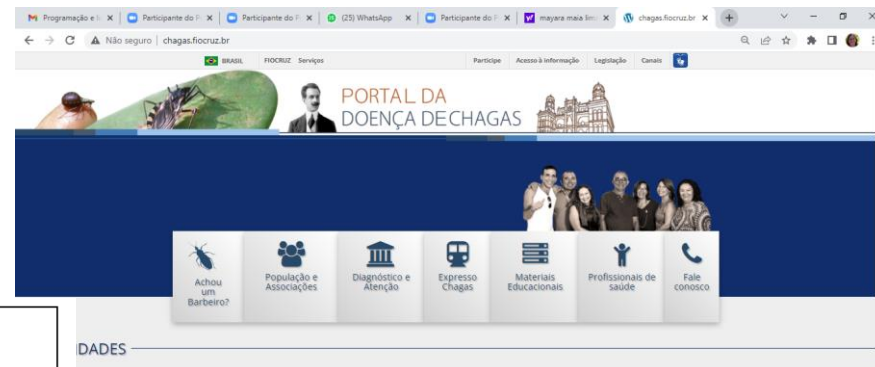 Programação e li
Participante do P
Participante do P
(25) WhatsApp
Participante do P
mayara maia lim
chagas.fiocruz.br
Não seguro | chagas.fiocruz.br
BRASIL FIOCRUZ Serviços Participe Acesso à informação Legislação Canais
PORTAL DA
DOENÇA DE CHAGAS
Achou
um
Barbeiro?
População e
Associações
Diagnóstico e
Atenção
Expresso
Chagas
Materiais
Educacionais
Profissionais de
saúde
Fale
conosco
IDADES